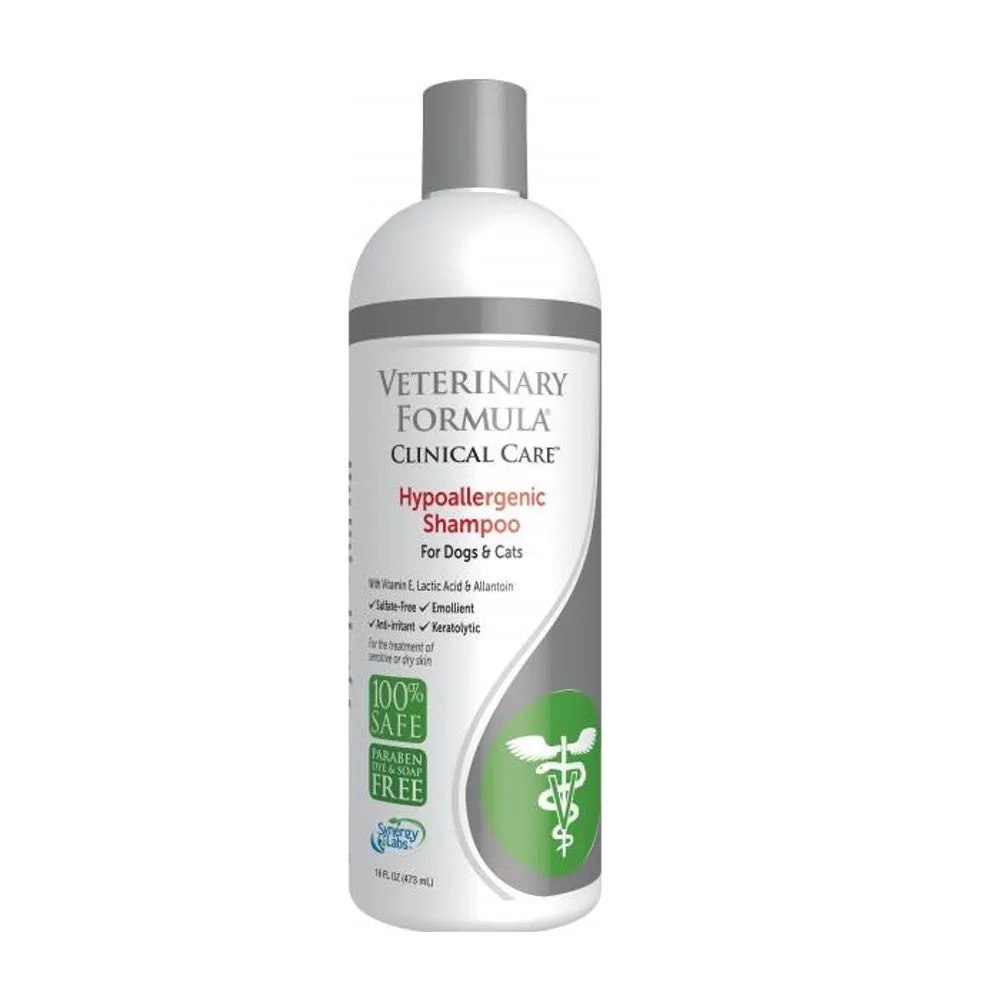 VETERINARY
FORMULA®
CLINICAL CARE™
Hypoallergenic
Shampoo
For Dogs & Cats
With Vitamin E, Lactic Acid & Allantoin
✓ Sulfate-Free ✓ Emollient
✓ Anti-irritant ✓ Keratolytic
For the treatment of
sensitive or dry skin
100%
SAFE
PARABEN
DYE & SOAP
FREE
Synergy
Labs™
16 FL OZ (473 mL)
V